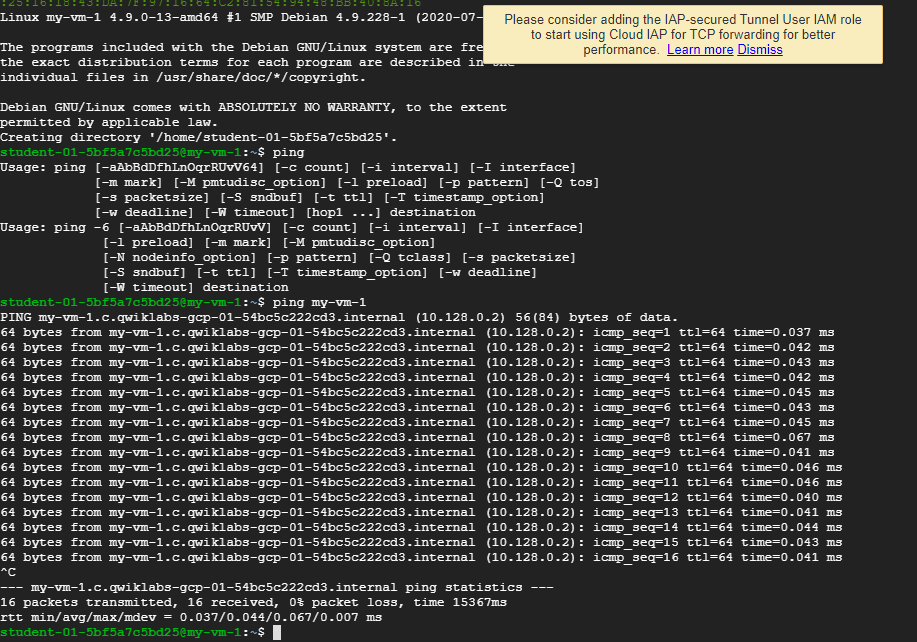 Linux my-vm-1 4.9.0-13-amd64 #1 SMP Debian 4.9.228-1 (2020-07-
Please consider adding the IAP-secured Tunnel User IAM role
to start using Cloud IAP for TCP forwarding for better
performance. Learn more Dismiss
The programs included with the Debian GNU/Linux system are fre
the exact distribution terms for each program are described in the
individual files in /usr/share/doc/*/copyright.
Debian GNU/Linux comes with ABSOLUTELY NO WARRANTY, to the extent
permitted by applicable law.
Creating directory '/home/student-01-5bf5a7c5bd25'.
student-01-5bf5a7c5bd25@my-vm-1:~$ ping
Usage: ping [-aAbBdDfhLnOqrRUvV64] [-c count] [-i interval] [-I interface]
[-m mark] [-M pmtudisc_option] [-l preload] [-p pattern] [-Q tos]
[-s packetsize] [-S sndbuf] [-t ttl] [-T timestamp_option]
[-w deadline] [-W timeout] [hop1 ...] destination
Usage: ping -6 [-aAbBdDfhLnOqrRUvV] [-c count] [-i interval] [-I interface]
[-l preload] [-m mark] [-M pmtudisc_option]
[-N nodeinfo_option] [-p pattern] [-Q tclass] [-s packetsize]
[-S sndbuf] [-t ttl] [-T timestamp_option] [-w deadline]
[-W timeout] destination
student-01-5bf5a7c5bd25@my-vm-1:~$ ping my-vm-1
PING my-vm-1.c.qwiklabs-gcp-01-54bc5c222cd3.internal (10.128.0.2) 56(84) bytes of data.
64 bytes from my-vm-1.c.qwiklabs-gcp-01-54bc5c222cd3.internal (10.128.0.2): icmp_seq=1 ttl=64 time=0.037 ms
64 bytes from my-vm-1.c.qwiklabs-gcp-01-54bc5c222cd3.internal (10.128.0.2): icmp_seq=2 ttl=64 time=0.042 ms
64 bytes from my-vm-1.c.qwiklabs-gcp-01-54bc5c222cd3.internal (10.128.0.2): icmp_seq=3 ttl=64 time=0.043 ms
64 bytes from my-vm-1.c.qwiklabs-gcp-01-54bc5c222cd3.internal (10.128.0.2): icmp_seq=4 ttl=64 time=0.042 ms
64 bytes from my-vm-1.c.qwiklabs-gcp-01-54bc5c222cd3.internal (10.128.0.2): icmp_seq=5 ttl=64 time=0.045 ms
64 bytes from my-vm-1.c.qwiklabs-gcp-01-54bc5c222cd3.internal (10.128.0.2): icmp_seq=6 ttl=64 time=0.043 ms
64 bytes from my-vm-1.c.qwiklabs-gcp-01-54bc5c222cd3.internal (10.128.0.2): icmp_seq=7 ttl=64 time=0.045 ms
64 bytes from my-vm-1.c.qwiklabs-gcp-01-54bc5c222cd3.internal (10.128.0.2): icmp_seq=8 ttl=64 time=0.067 ms
64 bytes from my-vm-1.c.qwiklabs-gcp-01-54bc5c222cd3.internal (10.128.0.2): icmp_seq=9 ttl=64 time=0.041 ms
64 bytes from my-vm-1.c.qwiklabs-gcp-01-54bc5c222cd3.internal (10.128.0.2): icmp_seq=10 ttl=64 time=0.046 ms
64 bytes from my-vm-1.c.qwiklabs-gcp-01-54bc5c222cd3.internal (10.128.0.2): icmp_seq=11 ttl=64 time=0.046 ms
64 bytes from my-vm-1.c.qwiklabs-gcp-01-54bc5c222cd3.internal (10.128.0.2): icmp_seq=12 ttl=64 time=0.040 ms
64 bytes from my-vm-1.c.qwiklabs-gcp-01-54bc5c222cd3.internal (10.128.0.2): icmp_seq=13 ttl=64 time=0.041 ms
64 bytes from my-vm-1.c.qwiklabs-gcp-01-54bc5c222cd3.internal (10.128.0.2): icmp_seq=14 ttl=64 time=0.044 ms
64 bytes from my-vm-1.c.qwiklabs-gcp-01-54bc5c222cd3.internal (10.128.0.2): icmp_seq=15 ttl=64 time=0.043 ms
64 bytes from my-vm-1.c.qwiklabs-gcp-01-54bc5c222cd3.internal (10.128.0.2): icmp_seq=16 ttl=64 time=0.041 ms
^C
--- my-vm-1.c.qwiklabs-gcp-01-54bc5c222cd3.internal ping statistics ---
16 packets transmitted, 16 received, 0% packet loss, time 15367ms
rtt min/avg/max/mdev = 0.037/0.044/0.067/0.007 ms
student-01-5bf5a7c5bd25@my-vm-1:~$